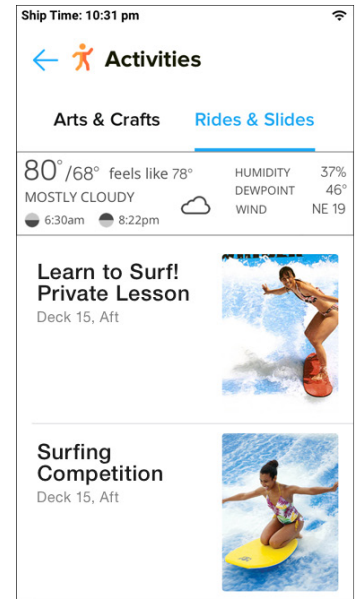 Ship Time: 10:31 pm
Activities
Arts & Crafts Rides & Slides
80°/68° feels like 78°
MOSTLY CLOUDY
6:30am 8:22pm
HUMIDITY 37%
DEWPOINT 46°
WIND NE 19
Learn to Surf!
Private Lesson
Deck 15, Aft
Surfing
Competition
Deck 15, Aft